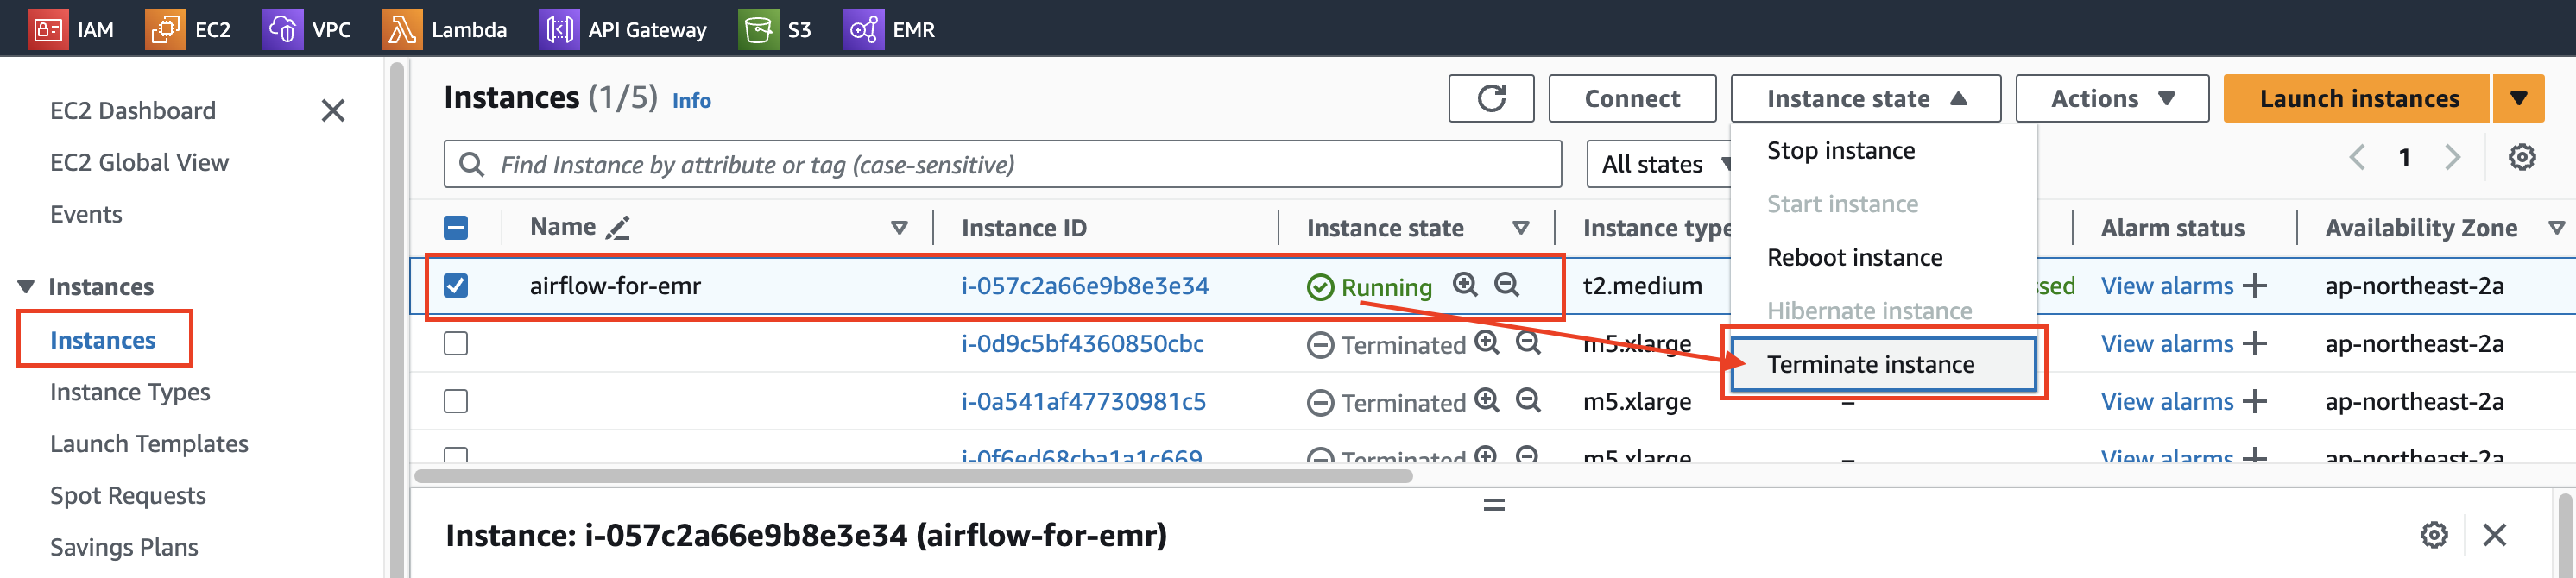 IAM EC2 VPC Lambda API Gateway S3 EMR
EC2 Dashboard
EC2 Global View
Events
Instances
Instances
Instance Types
Launch Templates
Spot Requests
Savings Plans
Instances (1/5) Info
Connect
Instance state
Actions
Launch instances
Find Instance by attribute or tag (case-sensitive)
All states
1
Stop instance
Start instance
Reboot instance
Hibernate instance
Terminate instance
Name Instance ID Instance state Instance type Alarm status Availability Zone
airflow-for-emr i-057c2a66e9b8e3e34 Running t2.medium ssed View alarms + ap-northeast-2a
i-0d9c5bf4360850cbc Terminated m5.xlarge View alarms + ap-northeast-2a
i-0a541af47730981c5 Terminated m5.xlarge – View alarms + ap-northeast-2a
i-0f6ed68cba1a1c669 Terminated m5.xlarge – View alarms + ap-northeast-2a
Instance: i-057c2a66e9b8e3e34 (airflow-for-emr)